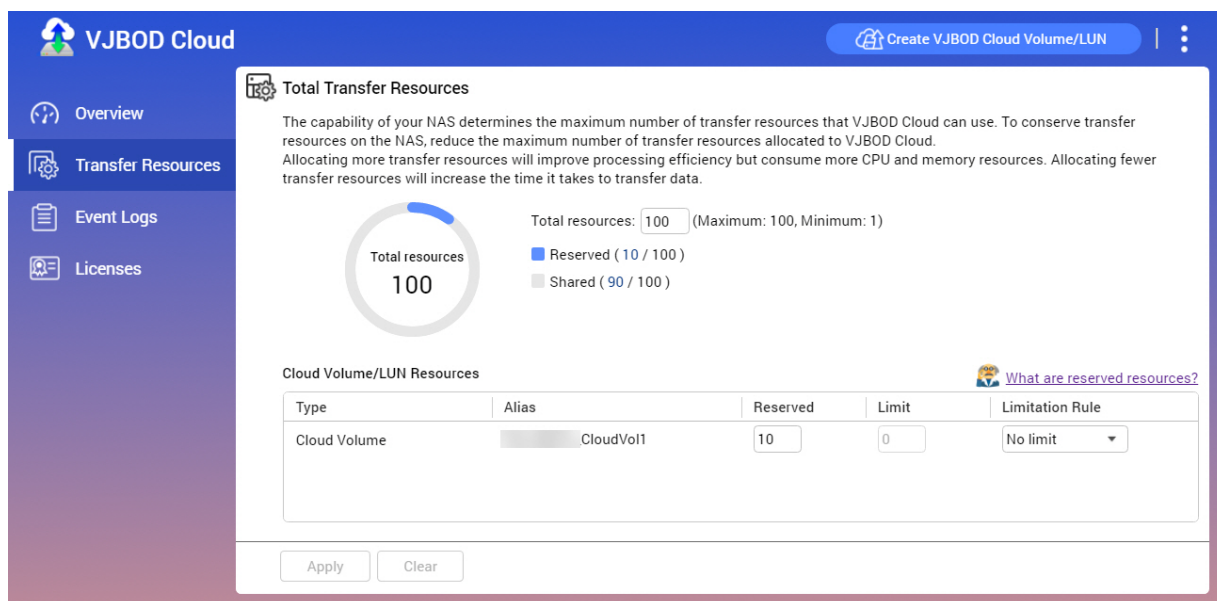 VJBOD Cloud
Create VJBOD Cloud Volume/LUN
Overview
Transfer Resources
Event Logs
Licenses
Total Transfer Resources
The capability of your NAS determines the maximum number of transfer resources that VJBOD Cloud can use. To conserve transfer
resources on the NAS, reduce the maximum number of transfer resources allocated to VJBOD Cloud.
Allocating more transfer resources will improve processing efficiency but consume more CPU and memory resources. Allocating fewer
transfer resources will increase the time it takes to transfer data.
Total resources
100
Total resources: 100 (Maximum: 100, Minimum: 1)
Reserved ( 10 / 100 )
Shared ( 90 / 100 )
Cloud Volume/LUN Resources
What are reserved resources?
Type Alias Reserved Limit Limitation Rule
Cloud Volume _CloudVol1 10 0 No limit
Apply Clear